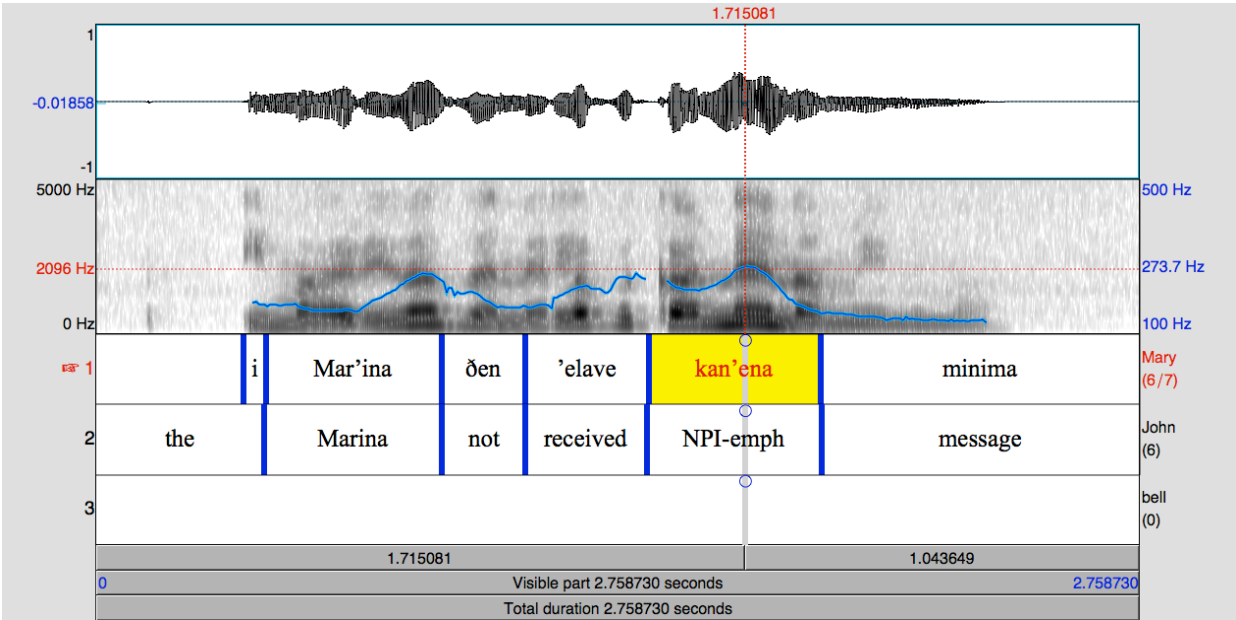 1.715081
1
-0.01858
-1
5000 Hz 500 Hz
2096 Hz 273.7 Hz
0 Hz 100 Hz
☞ 1 i Mar’ina ðen ’elave kan’ena minima Mary (6/7)
2 the Marina not received NPI-emph message John (6)
3 bell (0)
1.715081 1.043649
0 Visible part 2.758730 seconds 2.758730
Total duration 2.758730 seconds